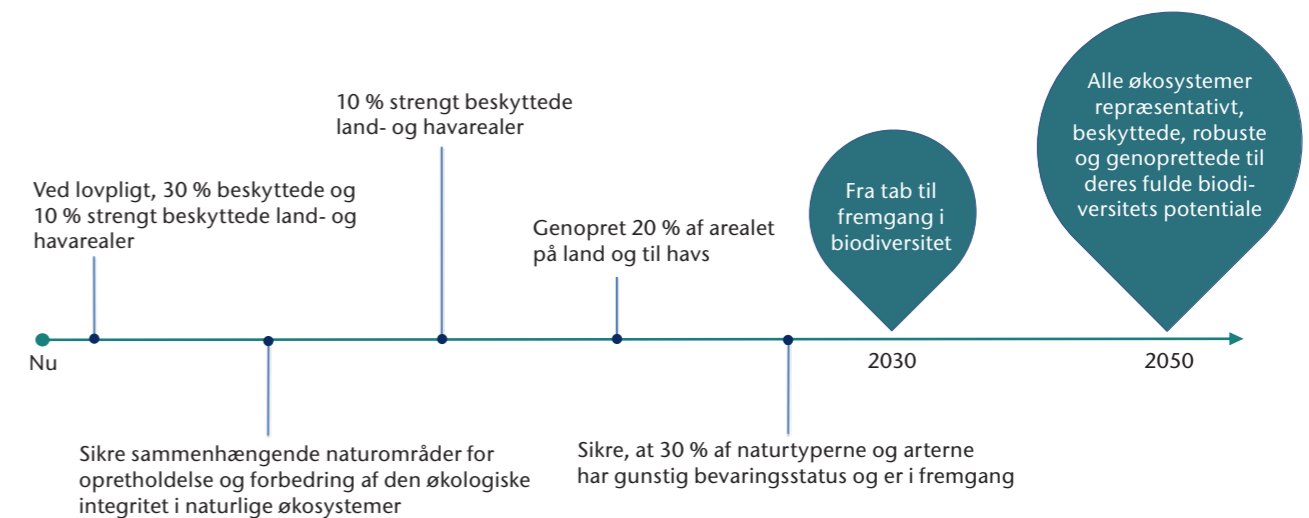 Ved lovpligt, 30 % beskyttede og
10 % strengt beskyttede land- og
havarealer
Sikre sammenhængende naturområder for
opretholdelse og forbedring af den økologiske
integritet i naturlige økosystemer
10 % strengt beskyttede
land- og havarealer
Genopret 20 % af arealet
på land og til havs
Sikre, at 30 % af naturtyperne og arterne
har gunstig bevaringsstatus og er i fremgang
Fra tab til
fremgang i
biodiversitet
Alle økosystemer
repræsentativt,
beskyttede, robuste
og genoprettede til
deres fulde biodi-
versitets potentiale
Nu
2030
2050